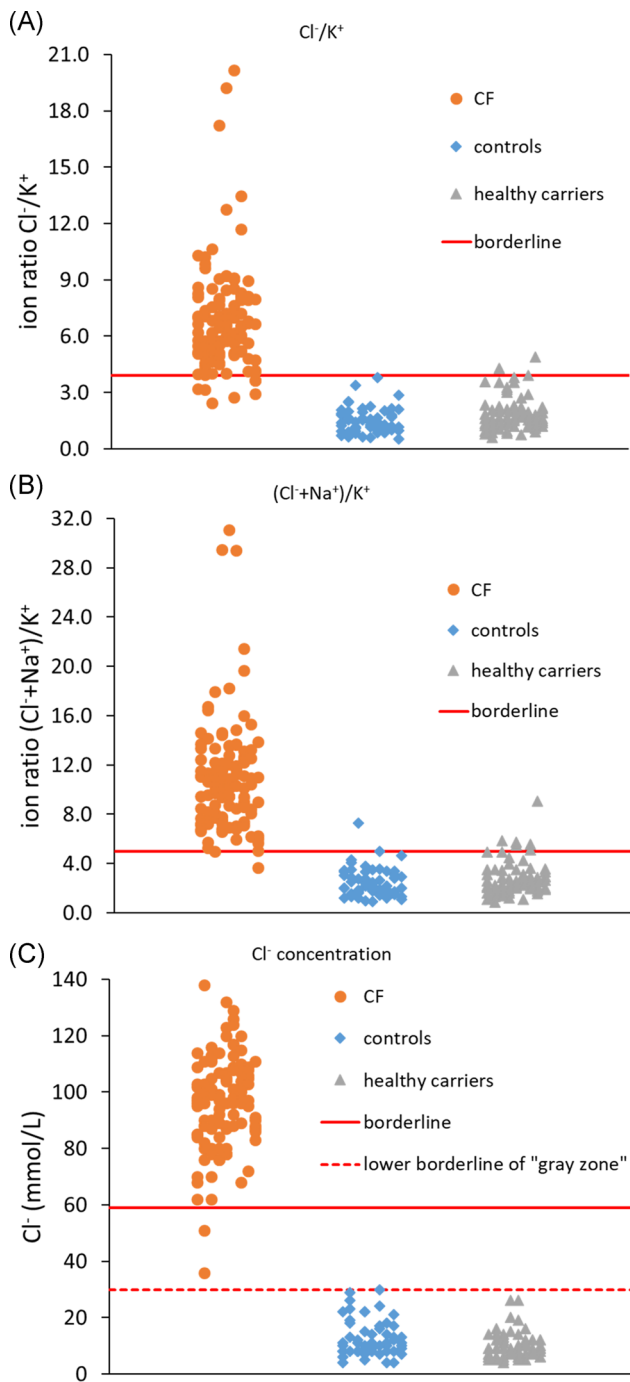 (A)
Cl⁻/K⁺
21.0
18.0
15.0
12.0
9.0
6.0
3.0
0.0
ion ratio Cl⁻/K⁺
CF
controls
healthy carriers
borderline
(B)
(Cl⁻+Na⁺)/K⁺
32.0
28.0
24.0
20.0
16.0
12.0
8.0
4.0
0.0
ion ratio (Cl⁻+Na⁺)/K⁺
CF
controls
healthy carriers
borderline
(C)
Cl⁻ concentration
140
120
100
80
60
40
20
0
Cl⁻ (mmol/L)
CF
controls
healthy carriers
borderline
lower borderline of "gray zone"